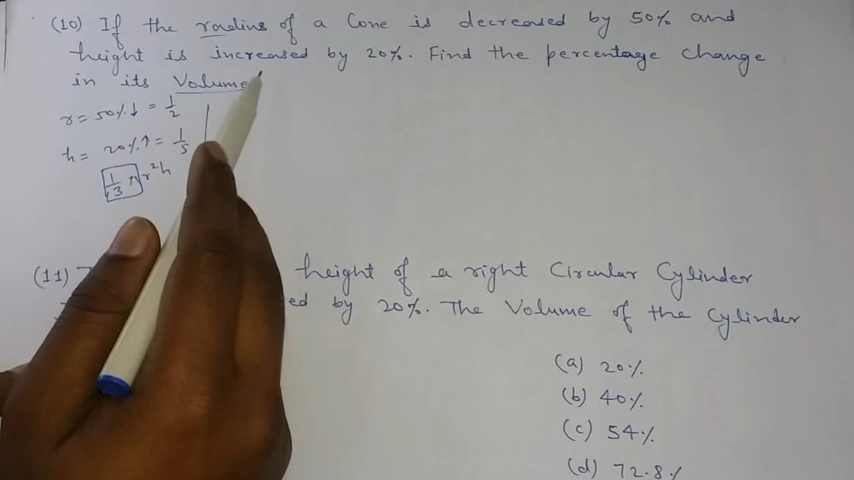 (10) If the radius of a Cone is decreased by 50% and
height is increased by 20%. Find the percentage change
in its Volume
r = 50%↓ = 1/2
h = 20%↑ = 1/5
1/3 π r²h
(11) height of a right Circular Cylinder
ed by 20%. The Volume of the Cylinder
(a) 20%
(b) 40%
(c) 54%
(d) 72.8%